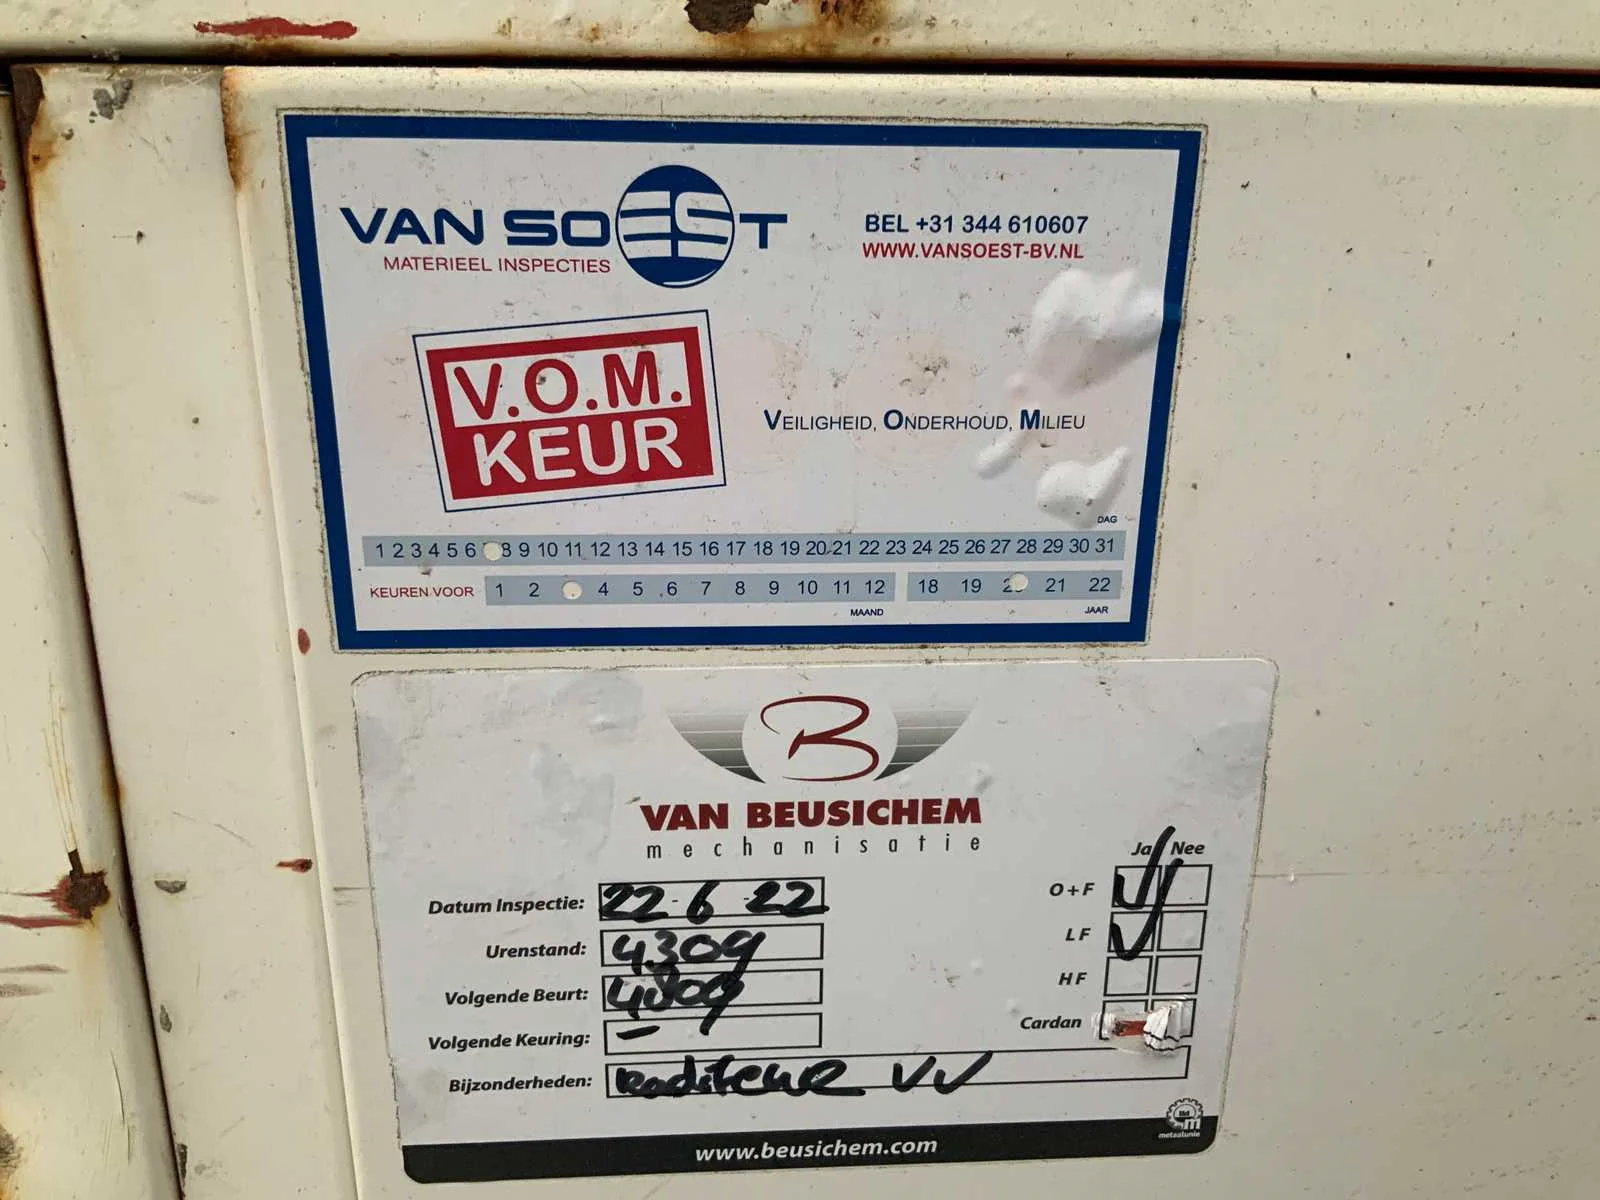 VAN SOEST
MATERIEEL INSPECTIES
BEL +31 344 610607
WWW.VANSOEST-BV.NL
V.O.M.
KEUR
VEILIGHEID, ONDERHOUD, MILIEU
DAG
1 2 3 4 5 6 8 9 10 11 12 13 14 15 16 17 18 19 20 21 22 23 24 25 26 27 28 29 30 31
KEUREN VOOR 1 2 4 5 6 7 8 9 10 11 12 18 19 21 22
MAAND JAAR
B
VAN BEUSICHEM
mechanisatie
Ja Nee
Datum Inspectie: 22-6-22
O+F
Urenstand: 4309
LF
Volgende Beurt: 4809
HF
Volgende Keuring: –
Cardan
Bijzonderheden: Raditeur VV
metaalunie
www.beusichem.com